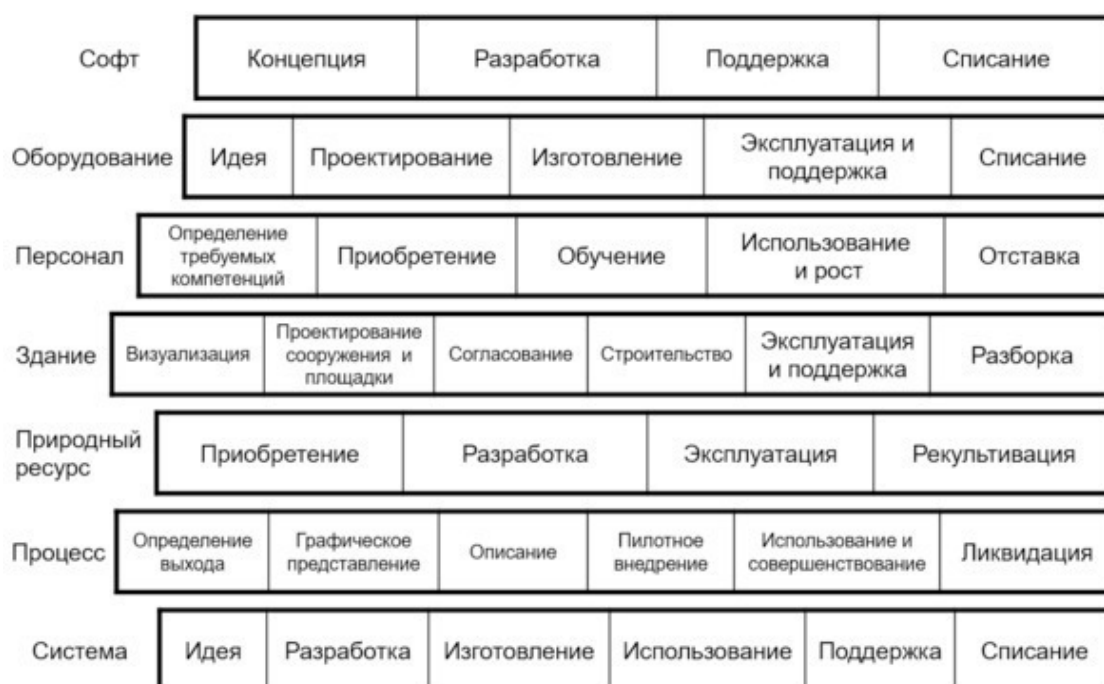 Софт Концепция Разработка Поддержка Списание
Оборудование Идея Проектирование Изготовление Эксплуатация и поддержка Списание
Персонал Определение требуемых компетенций Приобретение Обучение Использование и рост Отставка
Здание Визуализация Проектирование сооружения и площадки Согласование Строительство Эксплуатация и поддержка Разборка
Природный ресурс Приобретение Разработка Эксплуатация Рекультивация
Процесс Определение выхода Графическое представление Описание Пилотное внедрение Использование и совершенствование Ликвидация
Система Идея Разработка Изготовление Использование Поддержка Списание